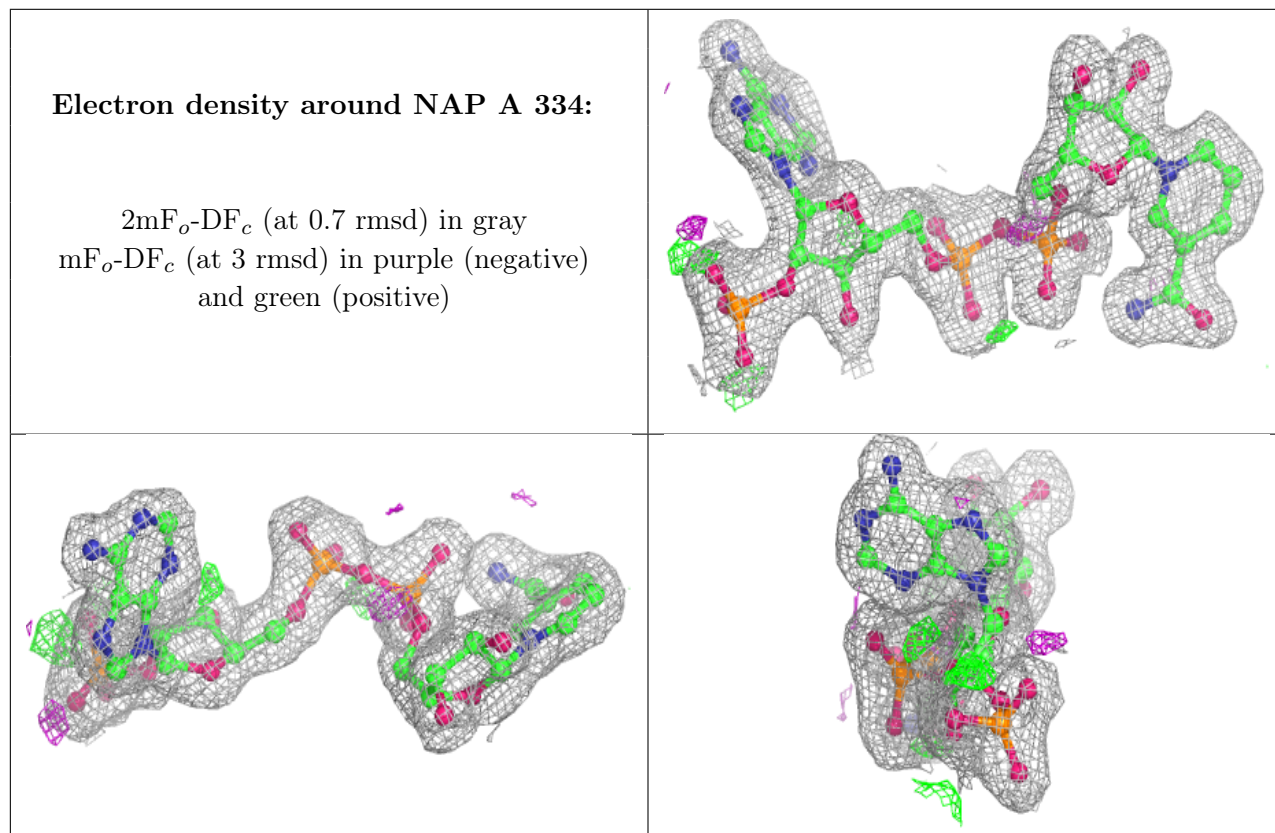 Electron density around NAP A 334:
2mFₒ-DF𝒸 (at 0.7 rmsd) in gray
mFₒ-DF𝒸 (at 3 rmsd) in purple (negative)
and green (positive)